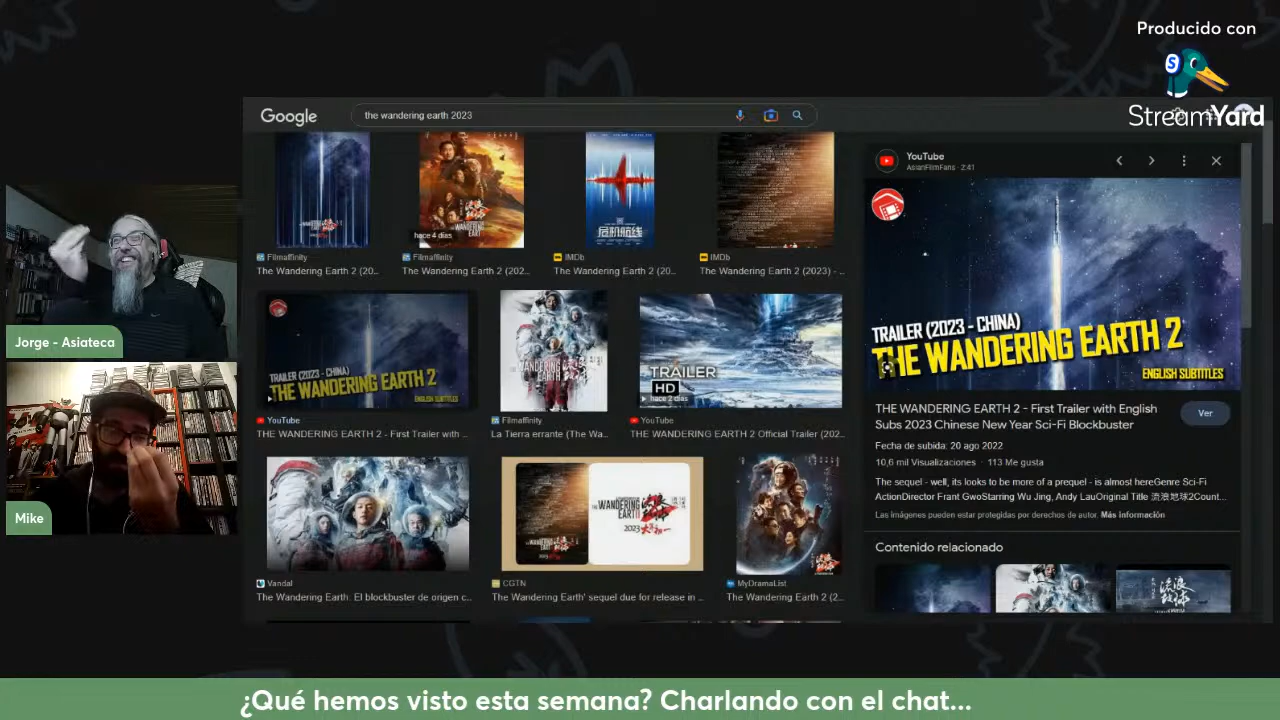 Producido con
StreamYard
Google
the wandering earth 2023
hace 4 días
Filmaffinity
The Wandering Earth 2 (20...
Filmaffinity
The Wandering Earth 2 (202...
IMDb
The Wandering Earth 2 (20...
IMDb
The Wandering Earth 2 (2023) - ...
YouTube
AsianFilmFans · 2:41
TRAILER (2023 - CHINA)
THE WANDERING EARTH 2
ENGLISH SUBTITLES
TRAILER (2023 - CHINA)
THE WANDERING EARTH 2
ENGLISH SUBTITLES
YouTube
THE WANDERING EARTH 2 - First Trailer with ...
Filmaffinity
La Tierra errante (The Wa...
TRAILER
HD
hace 2 días
YouTube
THE WANDERING EARTH 2 Official Trailer (202...
THE WANDERING EARTH 2 - First Trailer with English
Subs 2023 Chinese New Year Sci-Fi Blockbuster
Ver
Fecha de subida: 20 ago 2022
10,6 mil Visualizaciones · 113 Me gusta
The sequel - well, its looks to be more of a prequel - is almost hereGenre Sci-Fi
ActionDirector Frant GwoStarring Wu Jing, Andy LauOriginal Title 流浪地球2Count...
Las imágenes pueden estar protegidas por derechos de autor. Más información
Contenido relacionado
Vandal
The Wandering Earth: El blockbuster de origen c...
2023
CGTN
The Wandering Earth' sequel due for release in ...
MyDramaList
The Wandering Earth 2 (2...
Jorge - Asiateca
Mike
¿Qué hemos visto esta semana? Charlando con el chat...